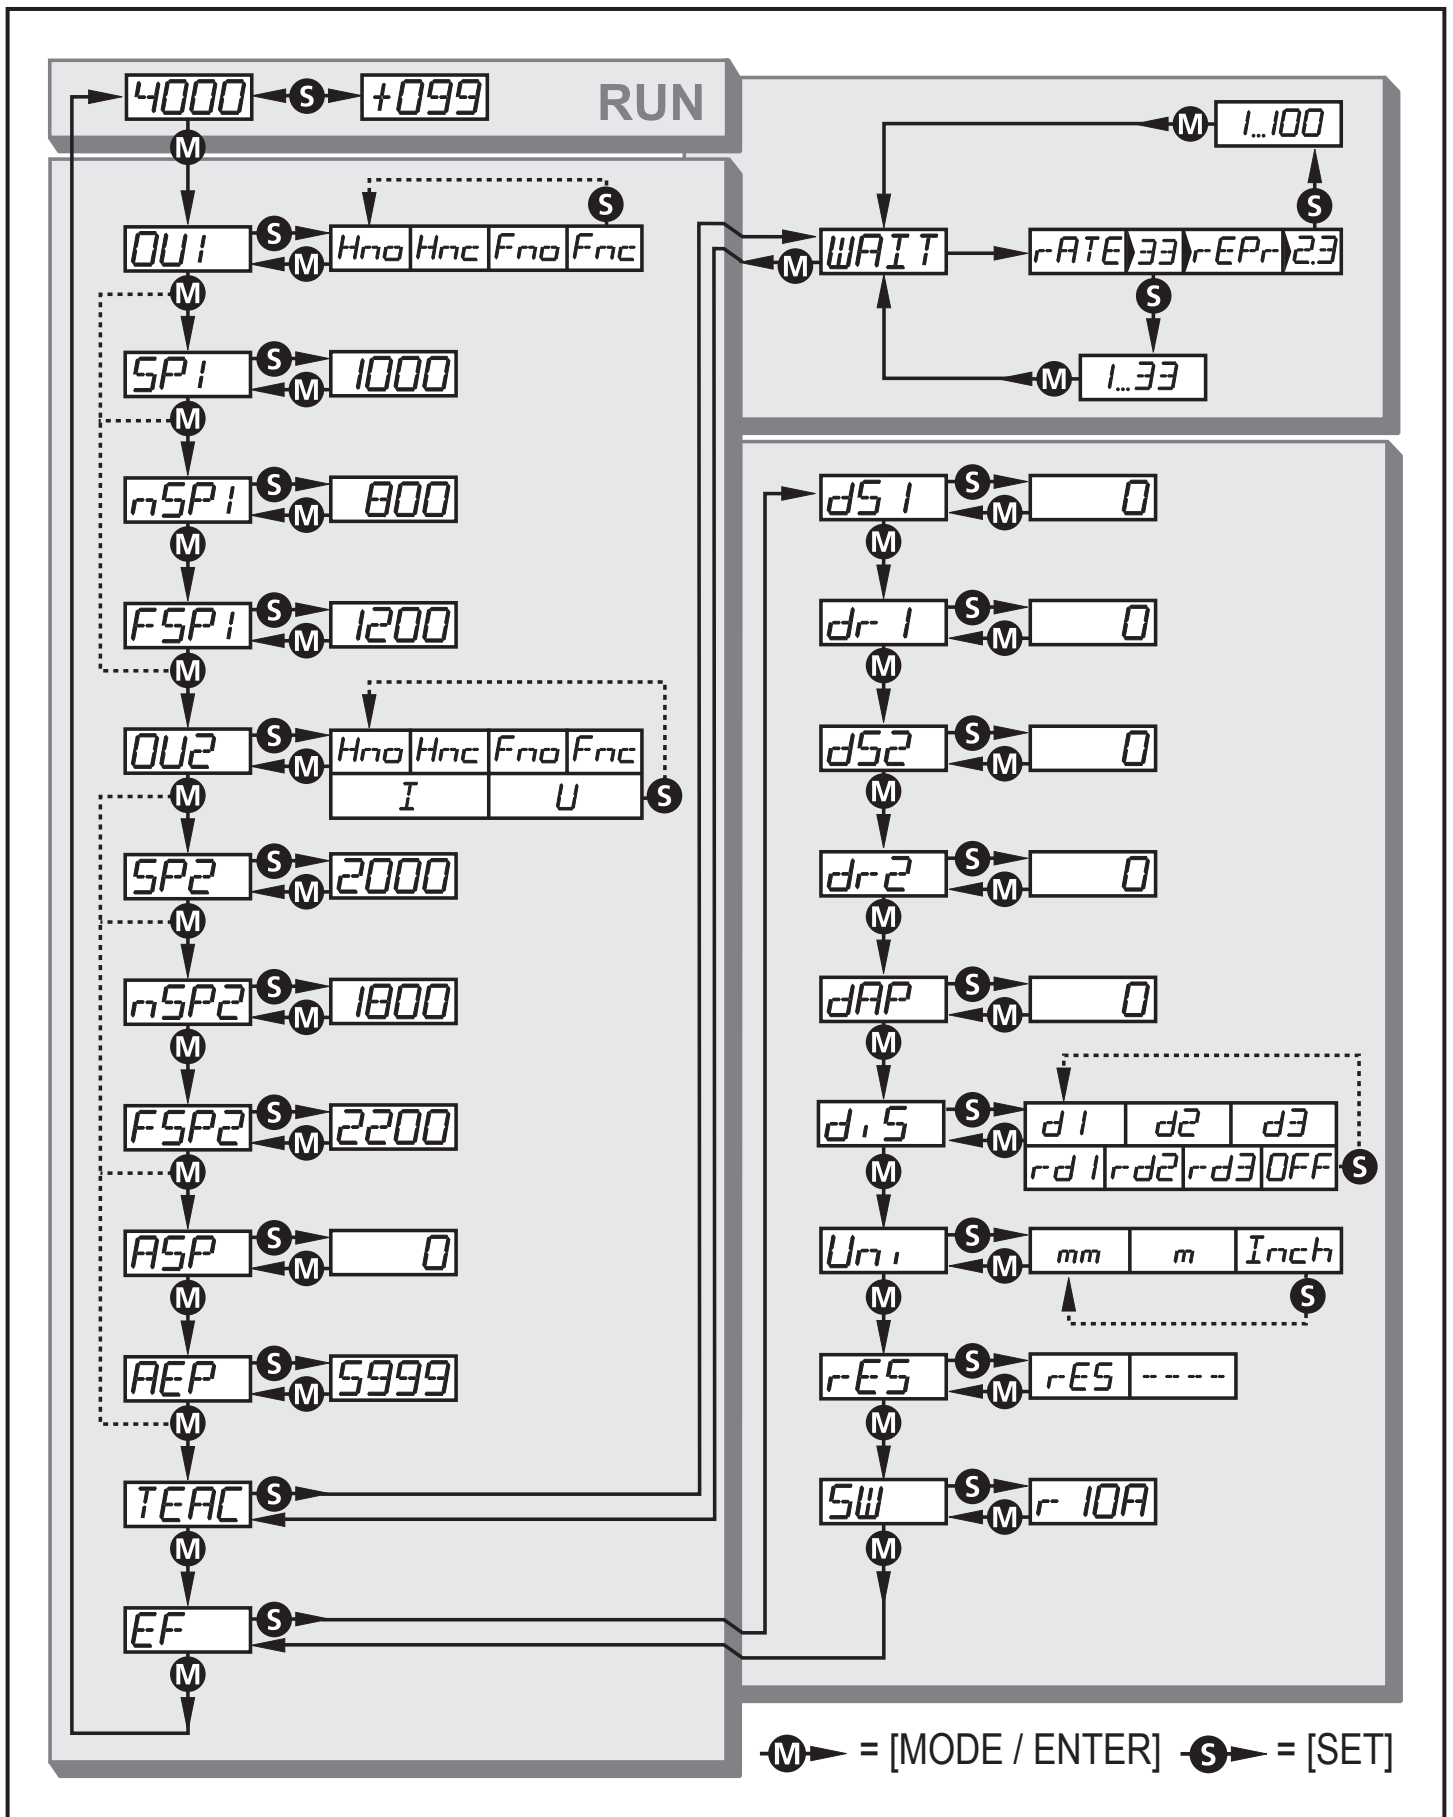 4000 S +099 RUN
M
OU1 S M Hno Hnc Fno Fnc S
M
SP1 S M 1000
M
nSP1 S M 800
M
FSP1 S M 1200
M
OU2 S M Hno Hnc Fno Fnc
I U S
M
SP2 S M 2000
M
nSP2 S M 1800
M
FSP2 S M 2200
M
ASP S M 0
M
AEP S M 5999
M
TEAC S
M
EF S
M
M 1...100
S
M WAIT rATE 33 rEPr 2.3
S
M 1...33
dS1 S M 0
M
dr1 S M 0
M
dS2 S M 0
M
dr2 S M 0
M
dAP S M 0
M
diS S M d1 d2 d3
rd1 rd2 rd3 OFF S
M
Uni S M mm m Inch
S
M
rES S M rES ----
M
SW S M r 10A
M
M = [MODE / ENTER] S = [SET]